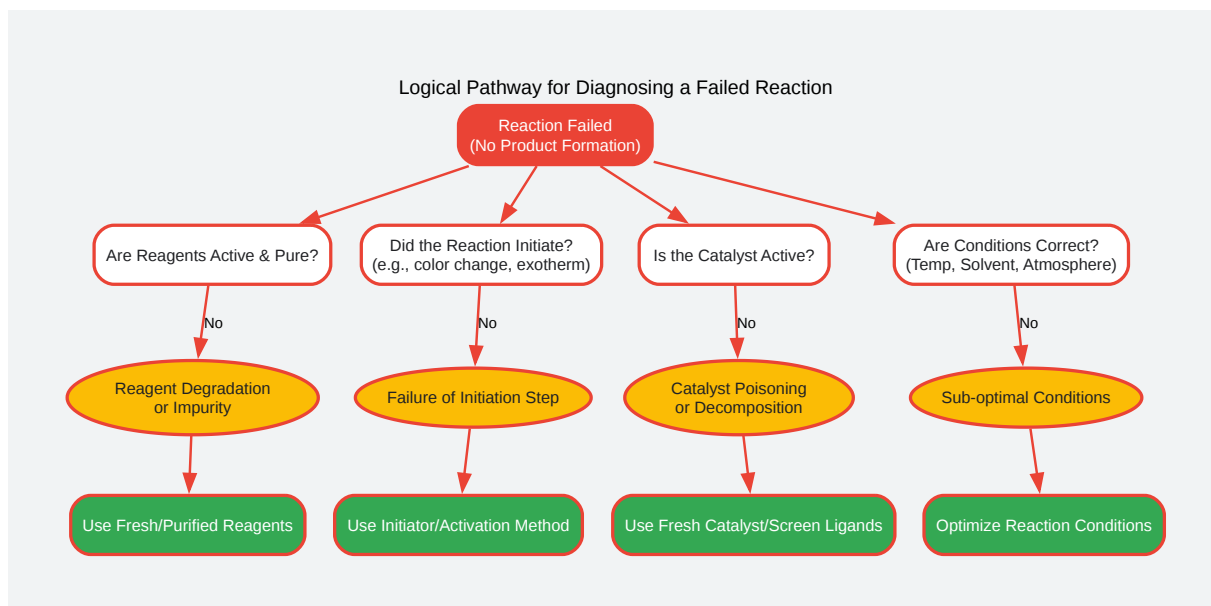 Logical Pathway for Diagnosing a Failed Reaction
Reaction Failed
(No Product Formation)
Are Reagents Active & Pure?
Did the Reaction Initiate?
(e.g., color change, exotherm)
Is the Catalyst Active?
Are Conditions Correct?
(Temp, Solvent, Atmosphere)
No
No
No
No
Reagent Degradation
or Impurity
Failure of Initiation Step
Catalyst Poisoning
or Decomposition
Sub-optimal Conditions
Use Fresh/Purified Reagents
Use Initiator/Activation Method
Use Fresh Catalyst/Screen Ligands
Optimize Reaction Conditions